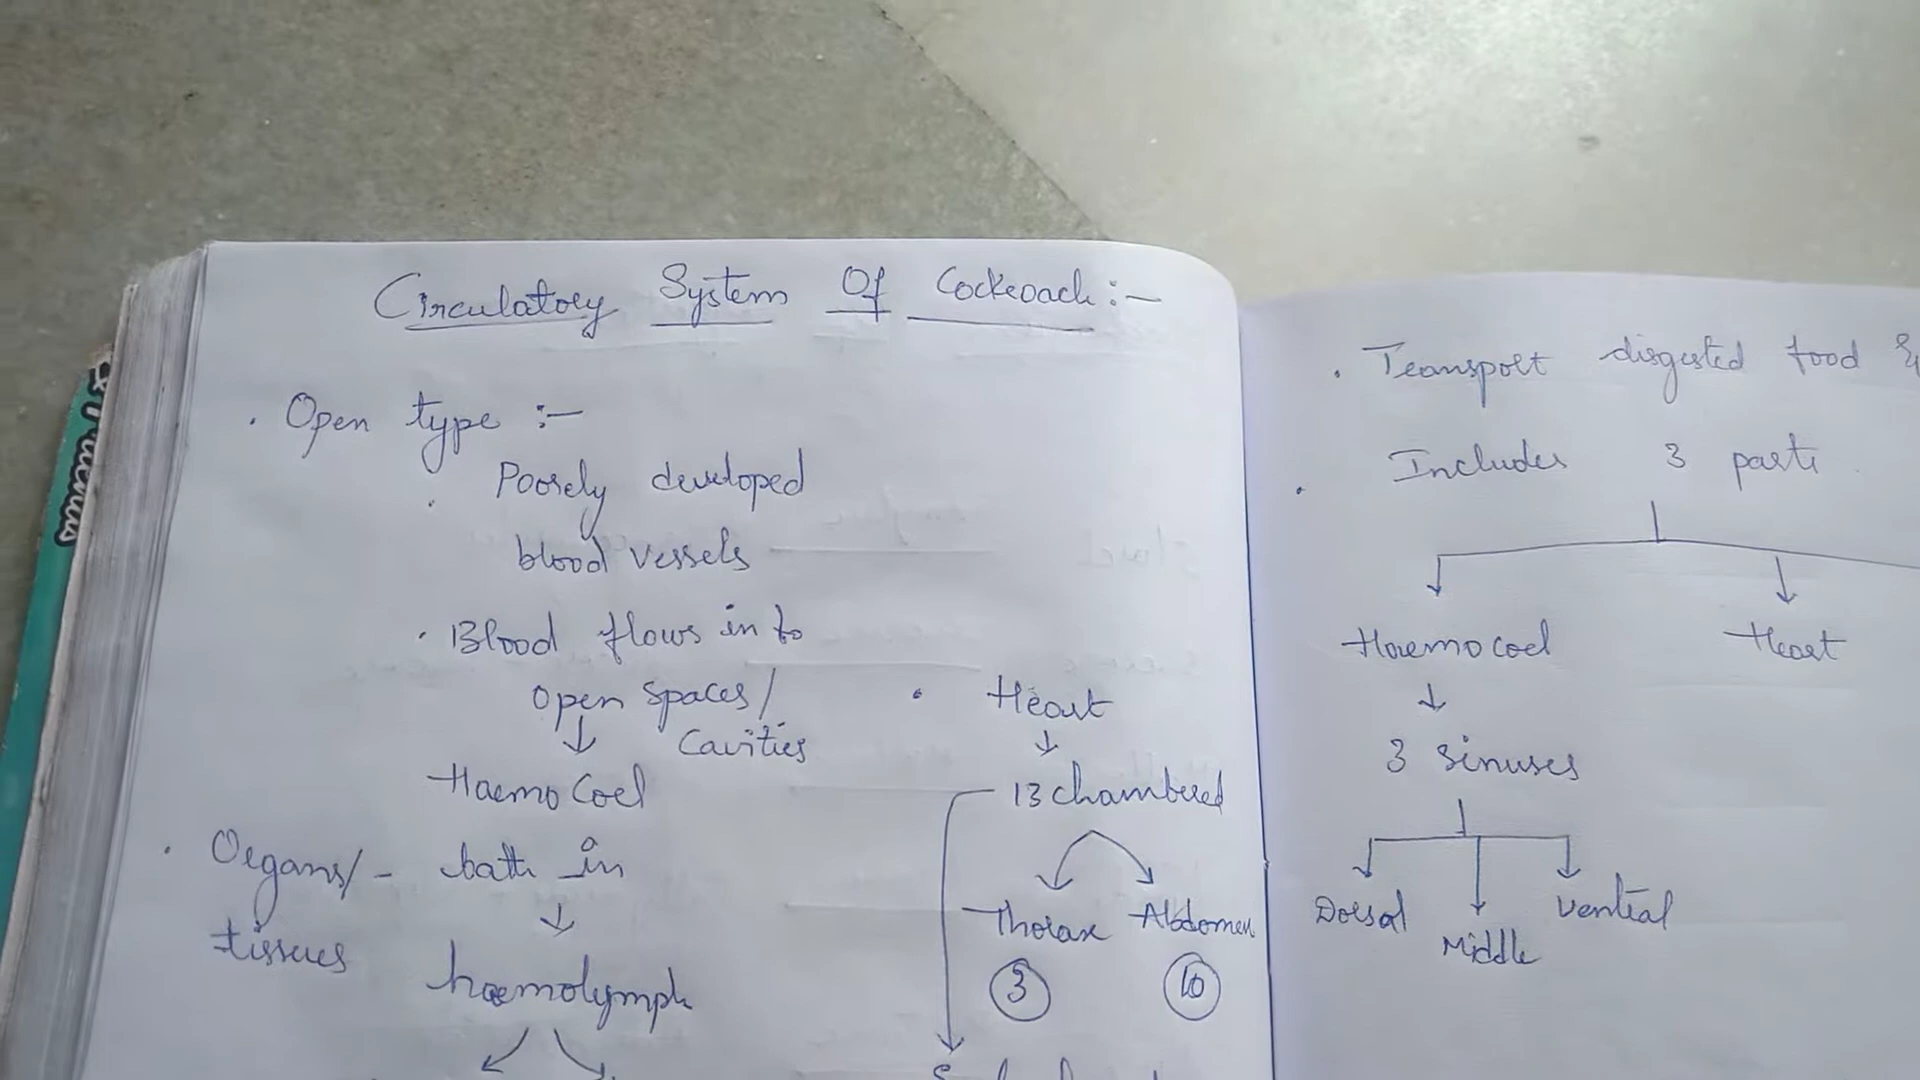 Circulatory System Of Cockroach :-
. Open type :-
Poorely developed
blood vessels
. Blood flows in to
open spaces/
Cavities
Haemo Coel
. Organs/ - bath in
tissues
haemolymph
. Heart
13 chambered
Thorax Abdomen
3 10
. Transport disgested food &
. Includes 3 parts
Haemo coel Heart
3 sinuses
Dorsal Middle Ventral